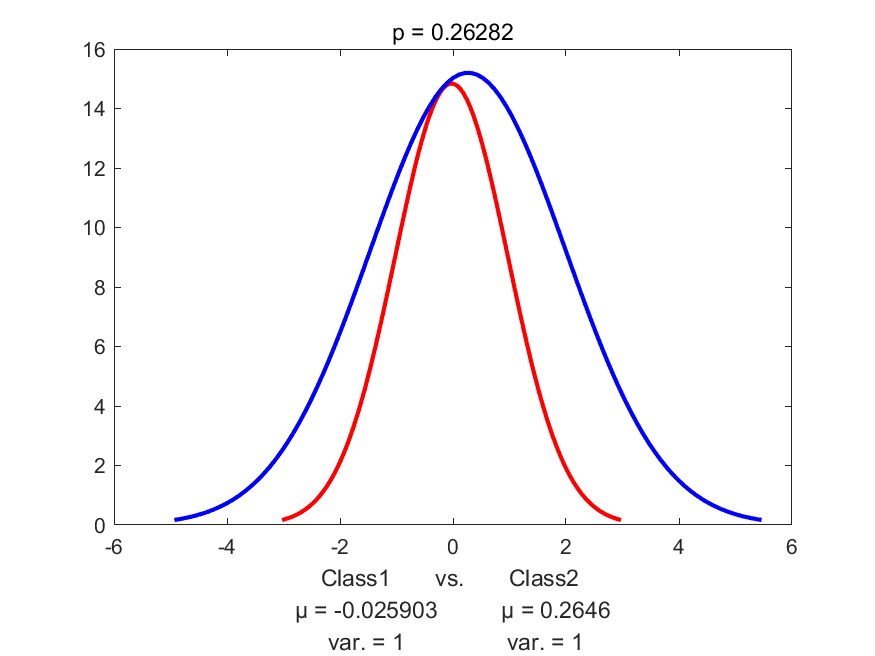 p = 0.26282
16
14
12
10
8
6
4
2
0
-6 -4 -2 0 2 4 6
Class1 vs. Class2
μ = -0.025903 μ = 0.2646
var. = 1 var. = 1